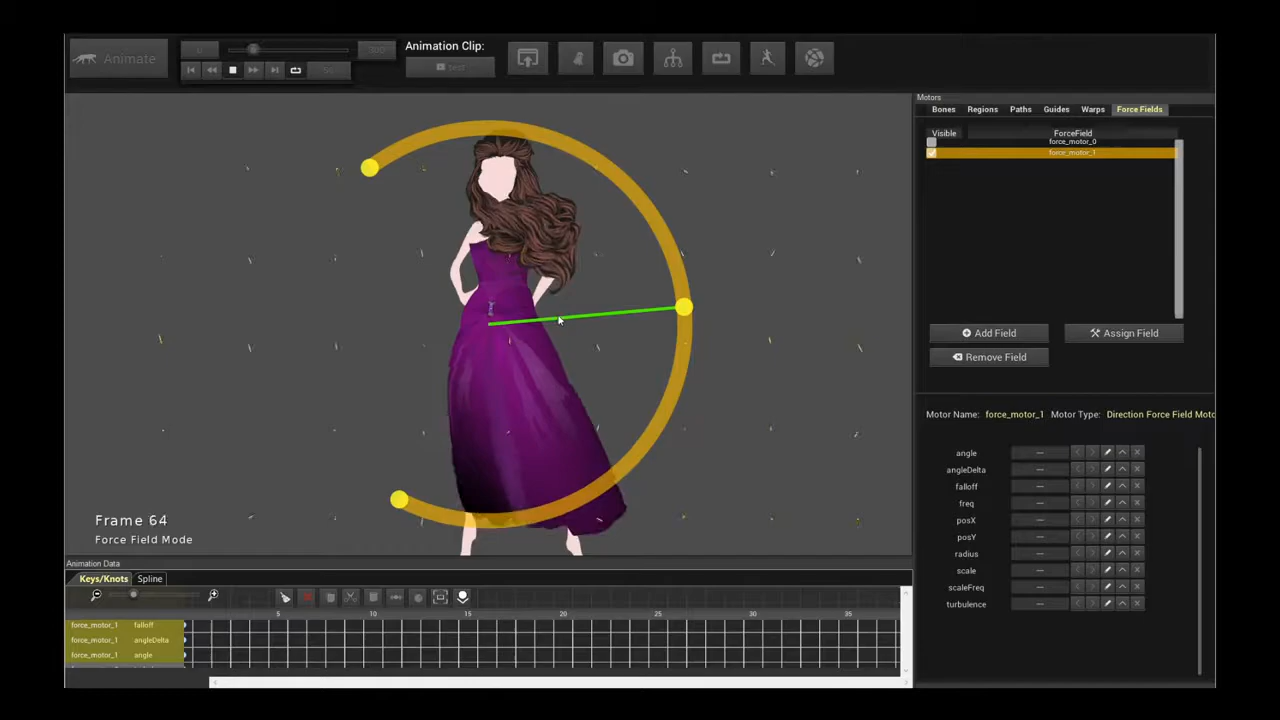 Animate
Animation Clip:
test
Motors
Bones Regions Paths Guides Warps Force Fields
Visible ForceField
force_motor_0
force_motor_1
Add Field Assign Field
Remove Field
Motor Name: force_motor_1 Motor Type: Direction Force Field Moto
angle ---
angleDelta ---
falloff ---
freq ---
posX ---
posY ---
radius ---
scale ---
scaleFreq ---
turbulence ---
Frame 64
Force Field Mode
Animation Data
Keys/Knots Spline
5 10 15 20 25 30 35
force_motor_1 falloff
force_motor_1 angleDelta
force_motor_1 angle